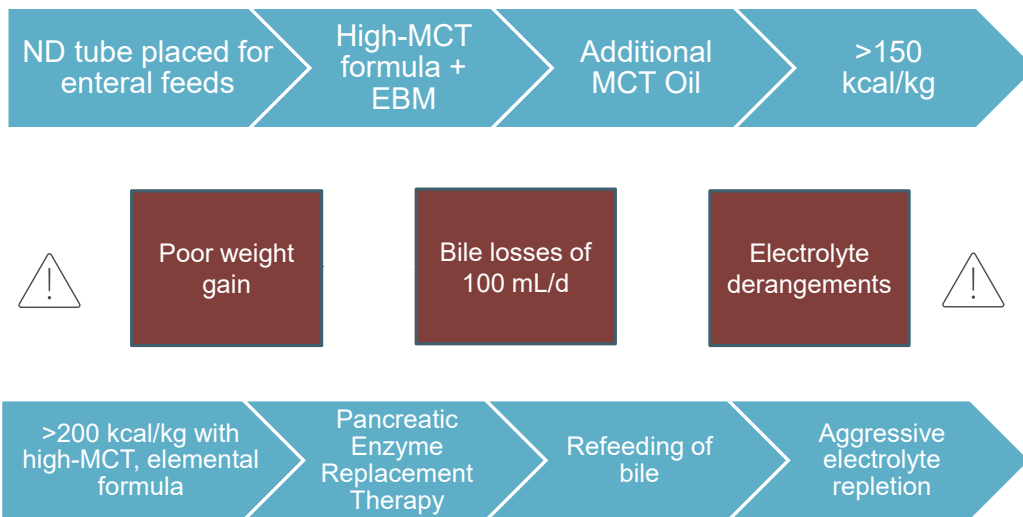 ND tube placed for
enteral feeds
High-MCT
formula +
EBM
Additional
MCT Oil
>150
kcal/kg
Poor weight
gain
Bile losses of
100 mL/d
Electrolyte
derangements
>200 kcal/kg with
high-MCT, elemental
formula
Pancreatic
Enzyme
Replacement
Therapy
Refeeding of
bile
Aggressive
electrolyte
repletion